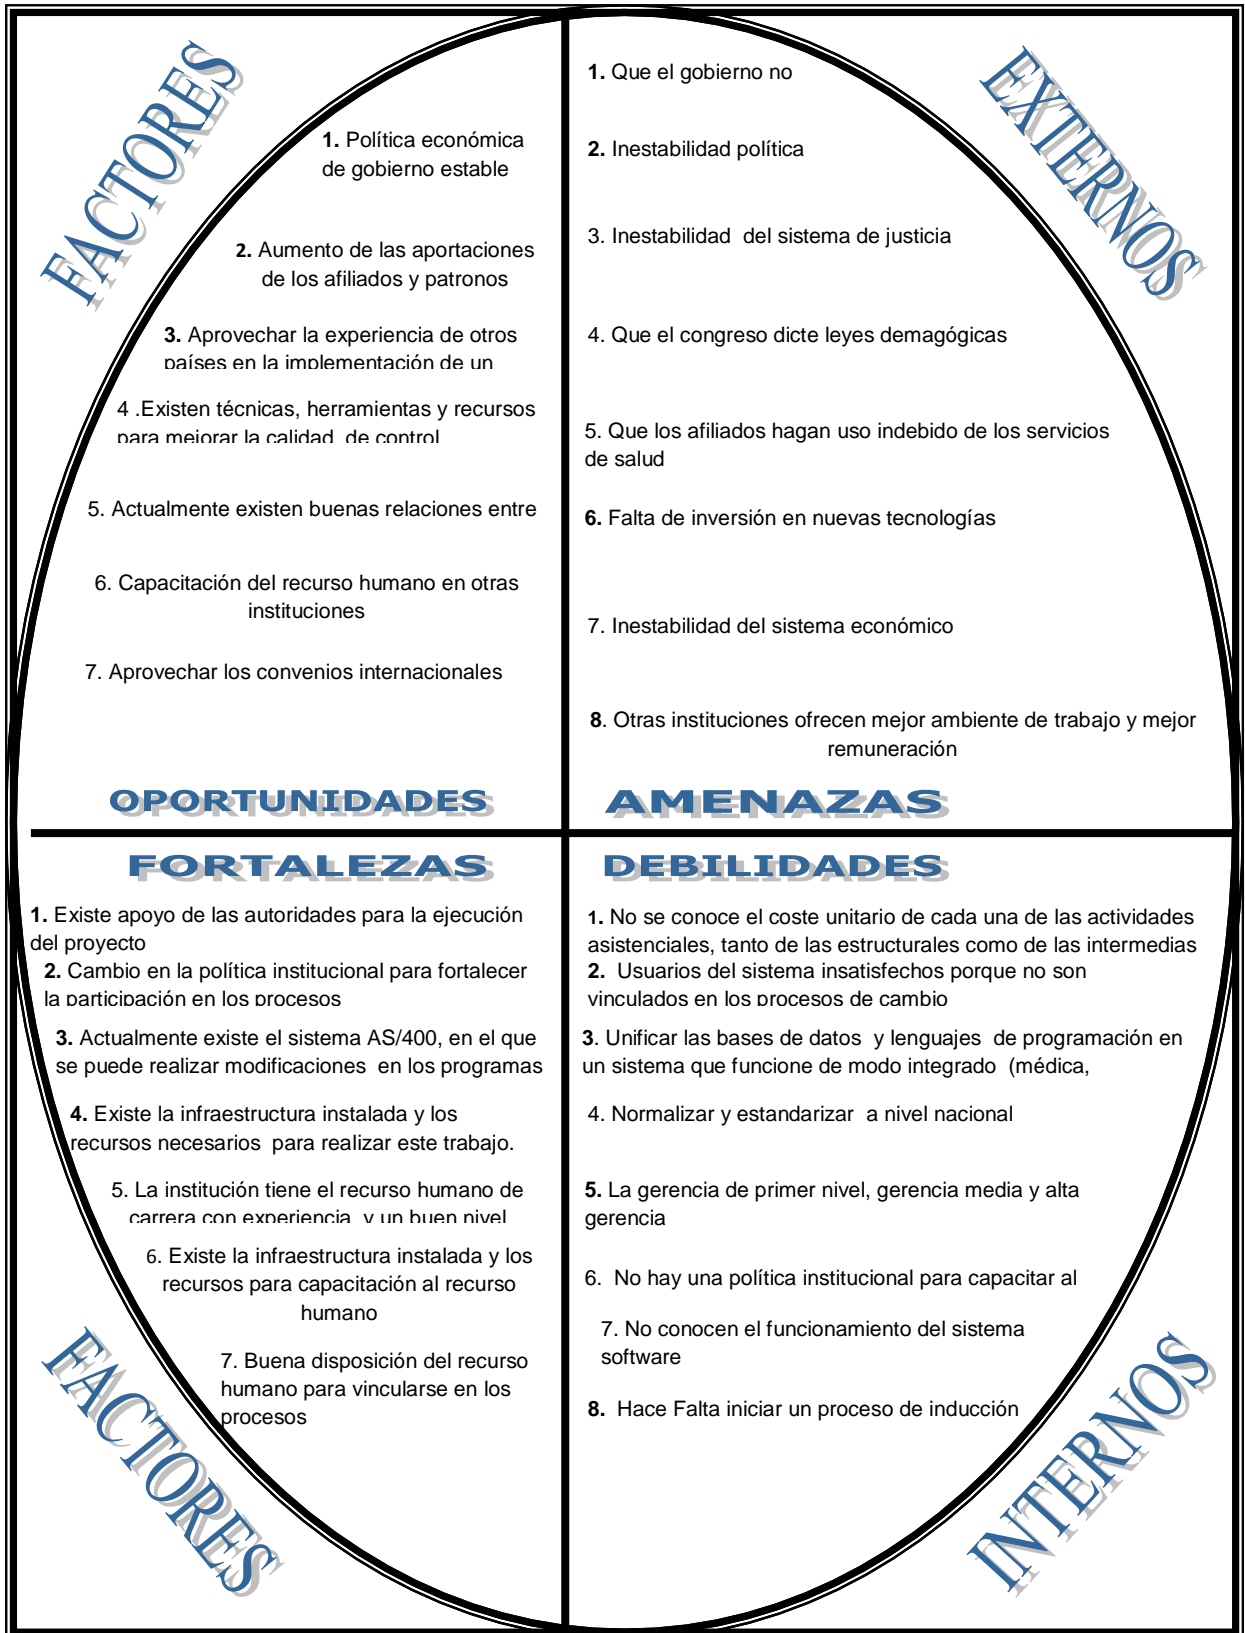 FACTORES
EXTERNOS
1. Política económica
de gobierno estable
2. Aumento de las aportaciones
de los afiliados y patronos
3. Aprovechar la experiencia de otros
países en la implementación de un
4 .Existen técnicas, herramientas y recursos
para mejorar la calidad  de control
5. Actualmente existen buenas relaciones entre
6. Capacitación del recurso humano en otras
instituciones
7. Aprovechar los convenios internacionales
OPORTUNIDADES
1. Que el gobierno no
2. Inestabilidad política
3. Inestabilidad  del sistema de justicia
4. Que el congreso dicte leyes demagógicas
5. Que los afiliados hagan uso indebido de los servicios
de salud
6. Falta de inversión en nuevas tecnologías
7. Inestabilidad del sistema económico
8. Otras instituciones ofrecen mejor ambiente de trabajo y mejor
remuneración
AMENAZAS
FORTALEZAS
1. Existe apoyo de las autoridades para la ejecución
del proyecto
2. Cambio en la política institucional para fortalecer
la participación en los procesos
3. Actualmente existe el sistema AS/400, en el que
se puede realizar modificaciones  en los programas
4. Existe la infraestructura instalada y los
recursos necesarios  para realizar este trabajo.
5. La institución tiene el recurso humano de
carrera con experiencia  y un buen nivel
6. Existe la infraestructura instalada y los
recursos para capacitación al recurso
humano
7. Buena disposición del recurso
humano para vincularse en los
procesos
DEBILIDADES
1. No se conoce el coste unitario de cada una de las actividades
asistenciales, tanto de las estructurales como de las intermedias
2.  Usuarios del sistema insatisfechos porque no son
vinculados en los procesos de cambio
3. Unificar las bases de datos  y lenguajes  de programación en
un sistema que funcione de modo integrado  (médica,
4. Normalizar y estandarizar  a nivel nacional
5. La gerencia de primer nivel, gerencia media y alta
gerencia
6.  No hay una política institucional para capacitar al
7. No conocen el funcionamiento del sistema
software
8.  Hace Falta iniciar un proceso de inducción
FACTORES
INTERNOS